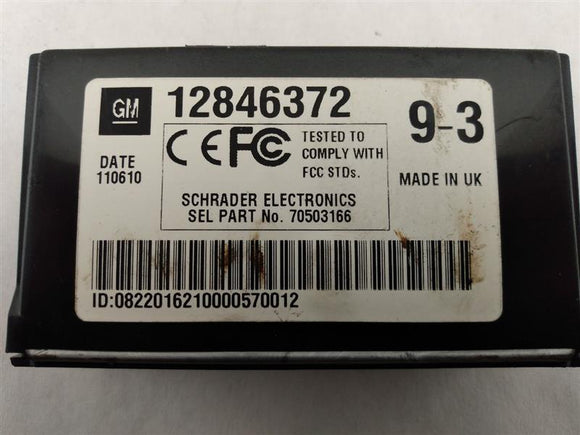 GM 12846372 9-3
CE FC TESTED TO
COMPLY WITH
FCC STDs.
DATE
110610
MADE IN UK
SCHRADER ELECTRONICS
SEL PART No. 70503166
ID:0822016210000570012